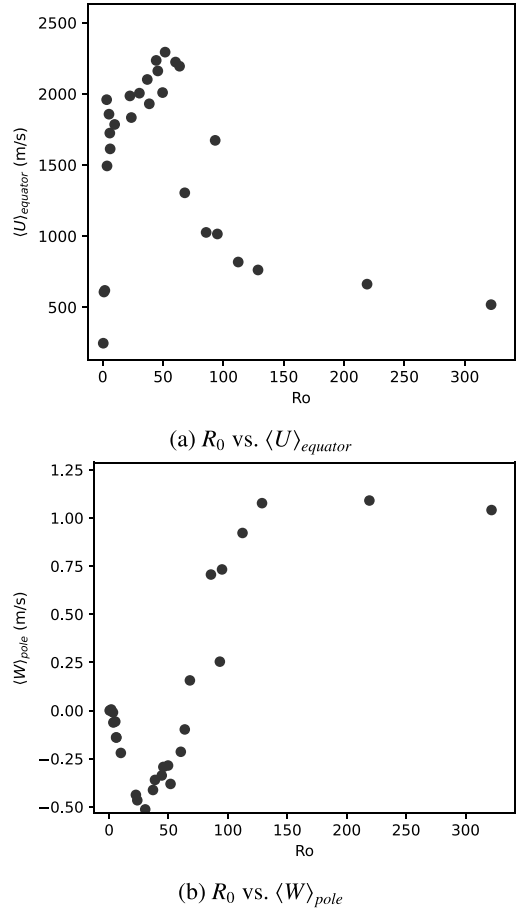 2500
2000
1500
1000
500
⟨U⟩equator (m/s)
0 50 100 150 200 250 300
Ro
(a) R₀ vs. ⟨U⟩equator
1.25
1.00
0.75
0.50
0.25
0.00
−0.25
−0.50
⟨W⟩pole (m/s)
0 50 100 150 200 250 300
Ro
(b) R₀ vs. ⟨W⟩pole